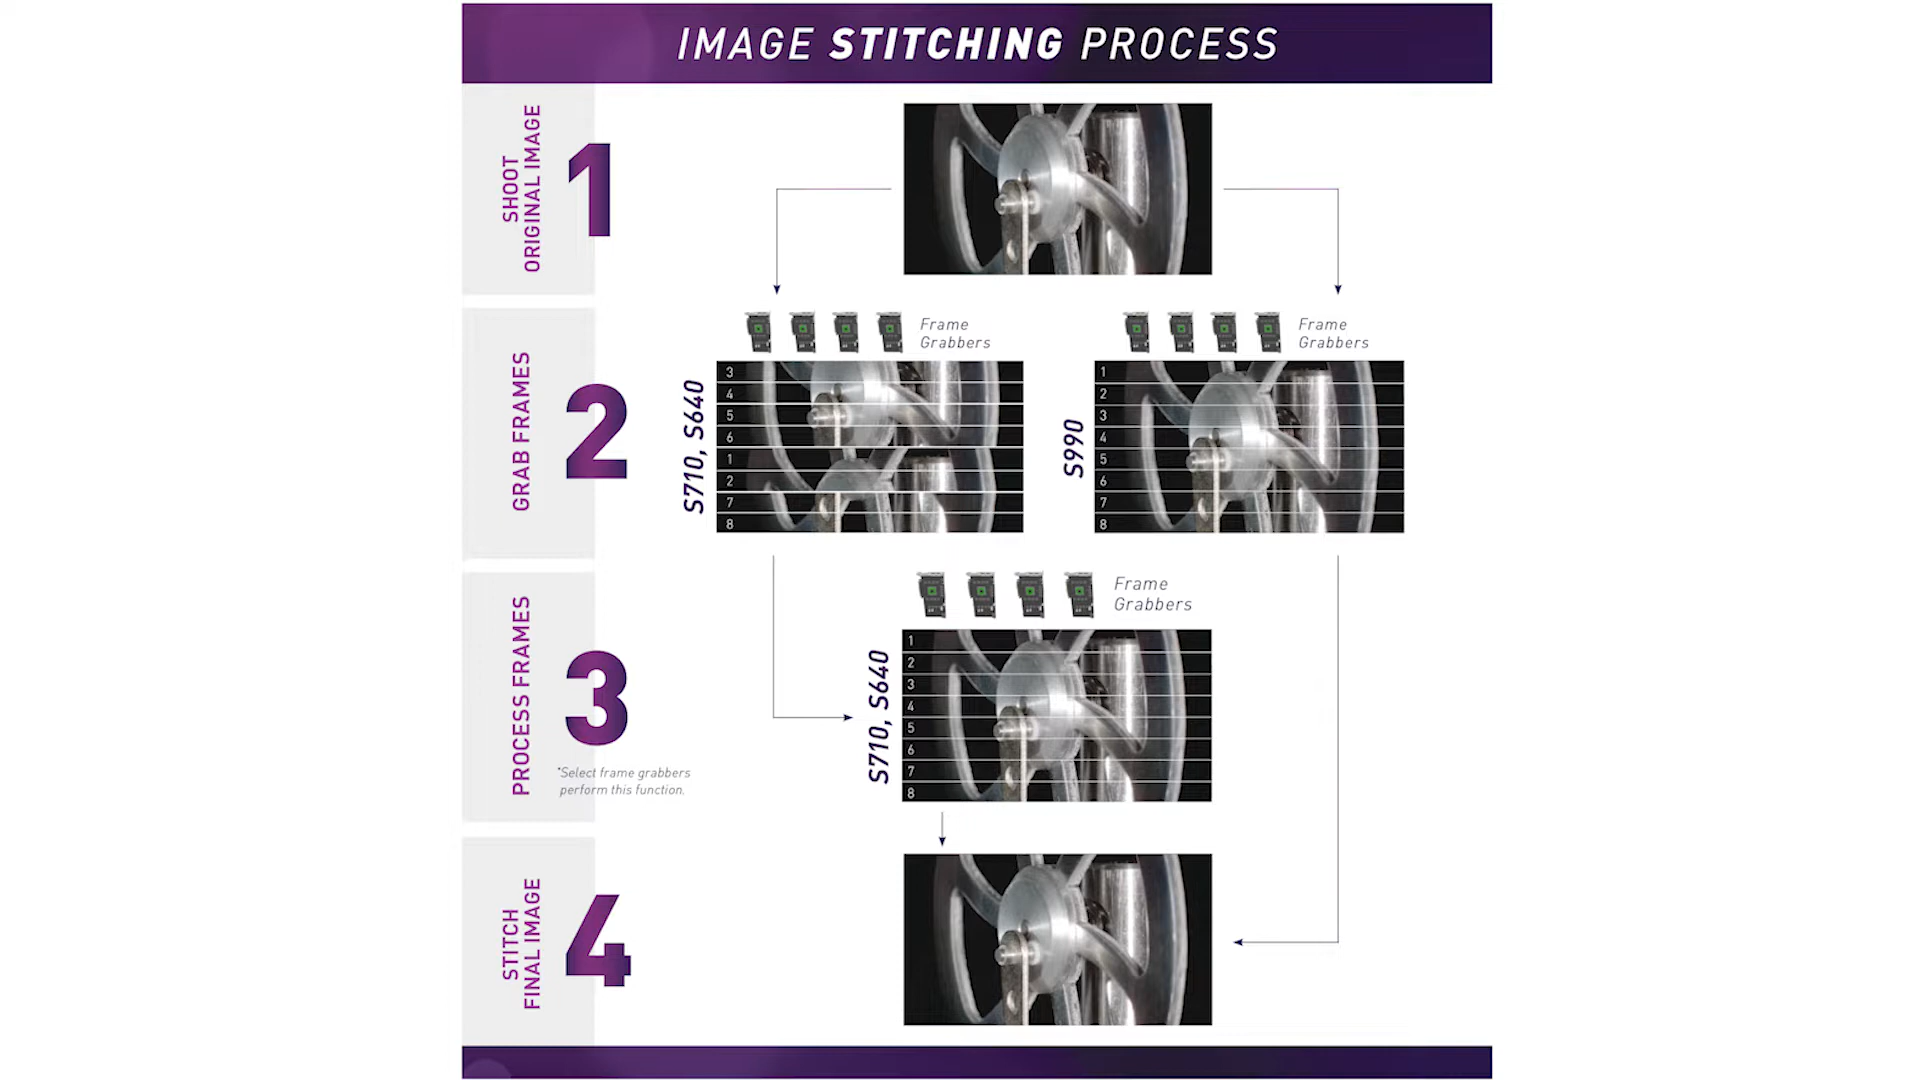 IMAGE STITCHING PROCESS
SHOOT
ORIGINAL IMAGE
1
GRAB FRAMES
2
Frame
Grabbers
S710, S640
3
4
5
6
1
2
7
8
Frame
Grabbers
S990
1
2
3
4
5
6
7
8
PROCESS FRAMES
3
*Select frame grabbers
perform this function.
Frame
Grabbers
S710, S640
1
2
3
4
5
6
7
8
STITCH
FINAL IMAGE
4